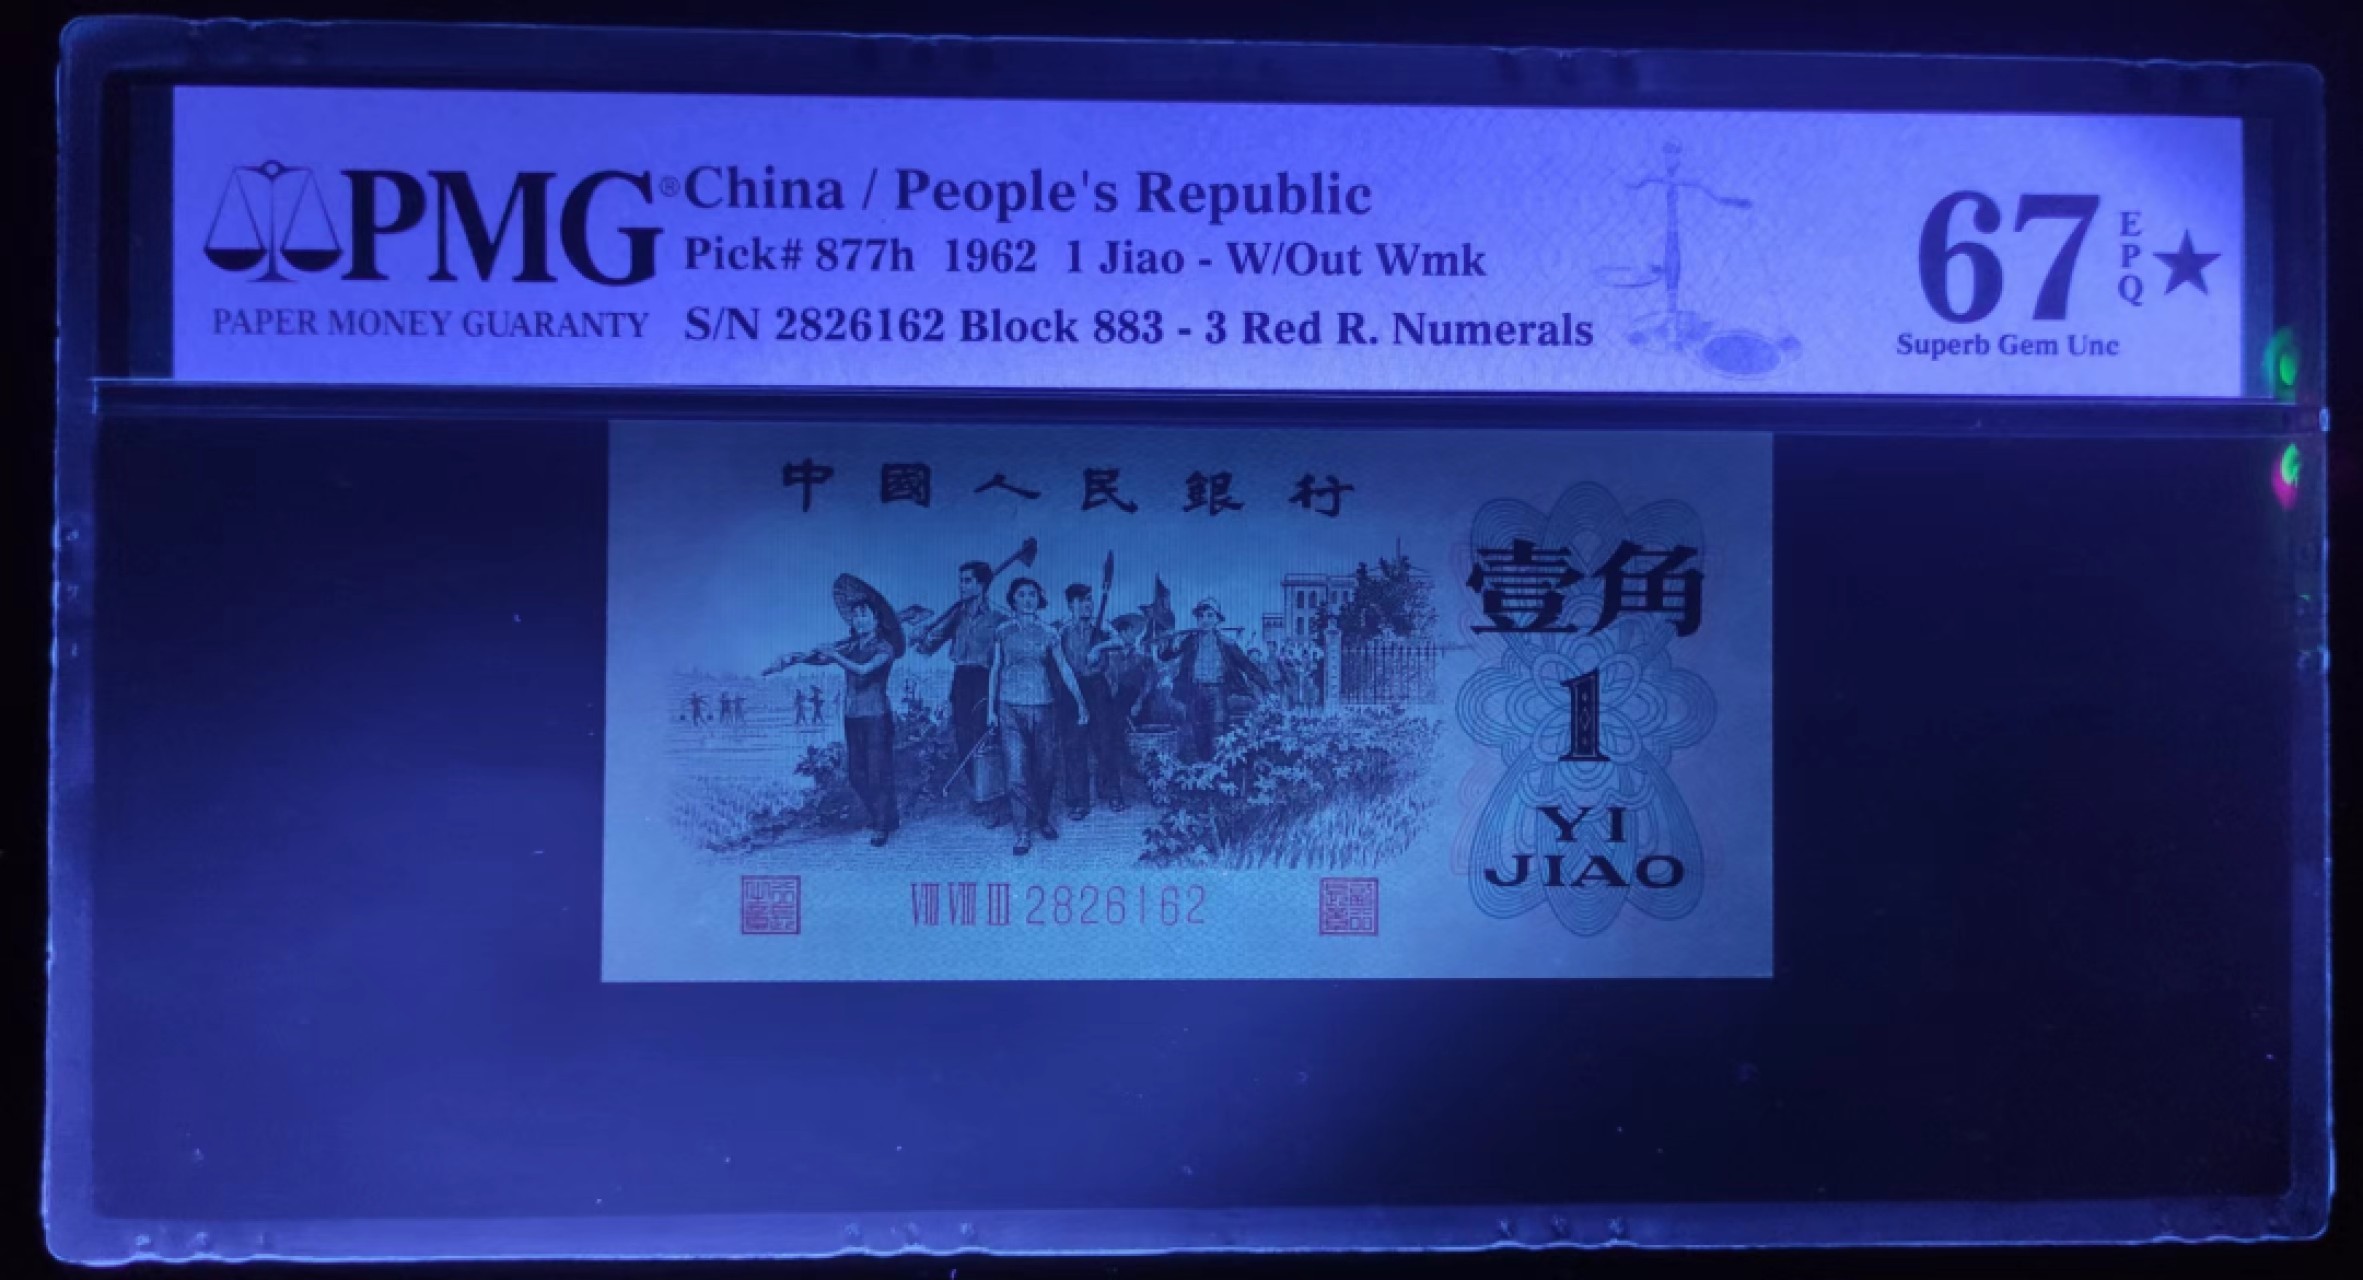 PMG®
PAPER MONEY GUARANTY
China / People's Republic
Pick# 877h 1962 1 Jiao - W/Out Wmk
S/N 2826162 Block 883 - 3 Red R. Numerals
67
EPQ
★
Superb Gem Unc
中國人民銀行
壹角
1
YI
JIAO
VIII VIII III 2826162